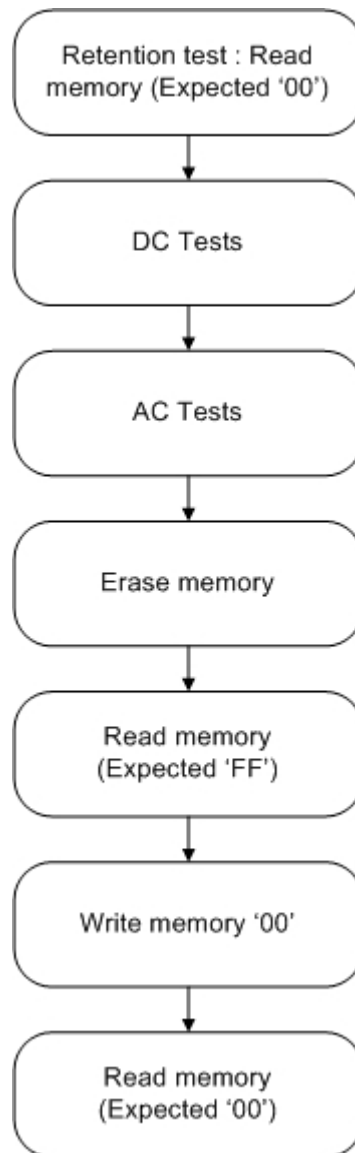 Retention test : Read
memory (Expected ‘00’)
DC Tests
AC Tests
Erase memory
Read memory
(Expected ‘FF’)
Write memory ‘00’
Read memory
(Expected ‘00’)